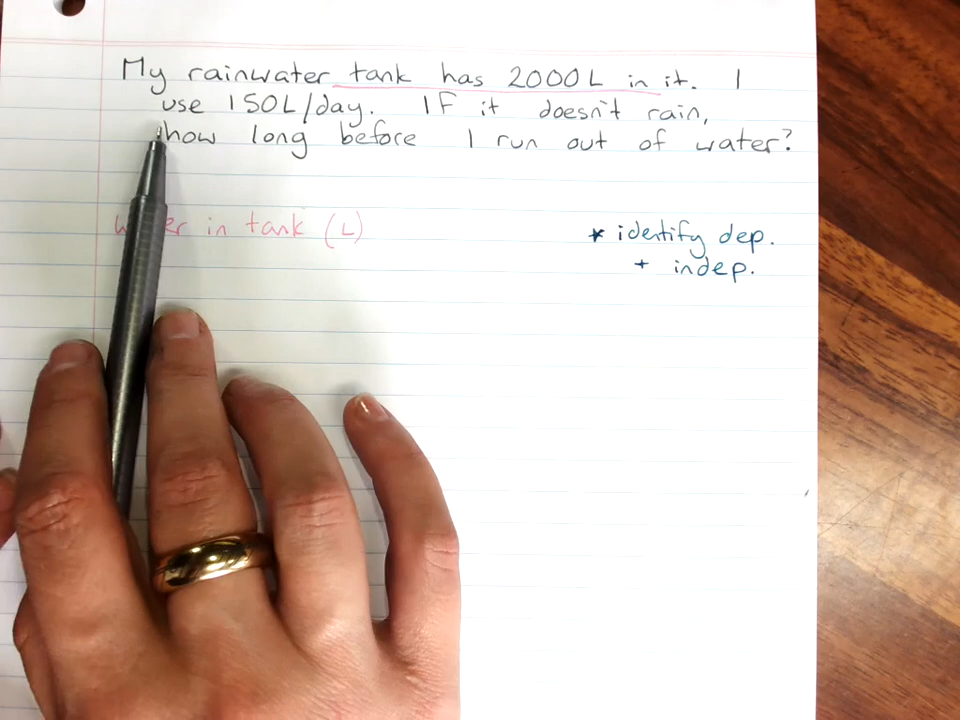 My rainwater tank has 2000L in it. I
use 150L/day. IF it doesn't rain,
how long before I run out of water?
in tank (L)
* identify dep.
+ indep.